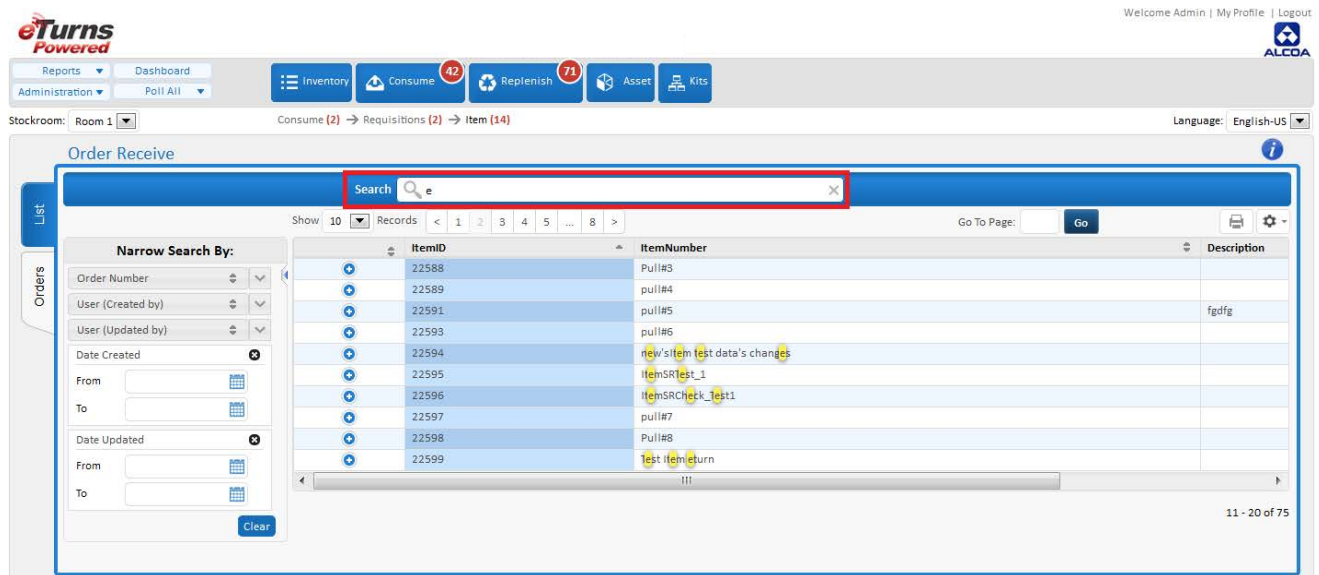 Welcome Admin | My Profile | Logout
eTurns
Powered
ALCOA
Reports Dashboard
Administration Poll All
Inventory Consume 42 Replenish 71 Asset Kits
Stockroom: Room 1 Consume (2) → Requisitions (2) → Item (14) Language: English-US
Order Receive
i
List
Orders
Search e
Show 10 Records < 1 2 3 4 5 ... 8 > Go To Page: Go
Narrow Search By:
Order Number
User (Created by)
User (Updated by)
Date Created
From
To
Date Updated
From
To
Clear
ItemID ItemNumber Description
22588 Pull#3
22589 pull#4
22591 pull#5 fgdfg
22593 pull#6
22594 new'sItem test data's changes
22595 ItemSRTest_1
22596 ItemSRCheck_Test1
22597 pull#7
22598 Pull#8
22599 Test Item eturn
11 - 20 of 75